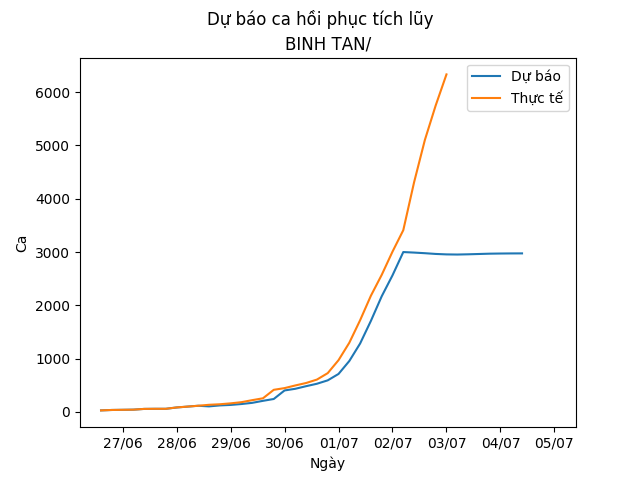 Dự báo ca hồi phục tích lũy
BINH TAN/
Dự báo
Thực tế
6000
5000
4000
3000
2000
1000
0
Ca
27/06 28/06 29/06 30/06 01/07 02/07 03/07 04/07 05/07
Ngày